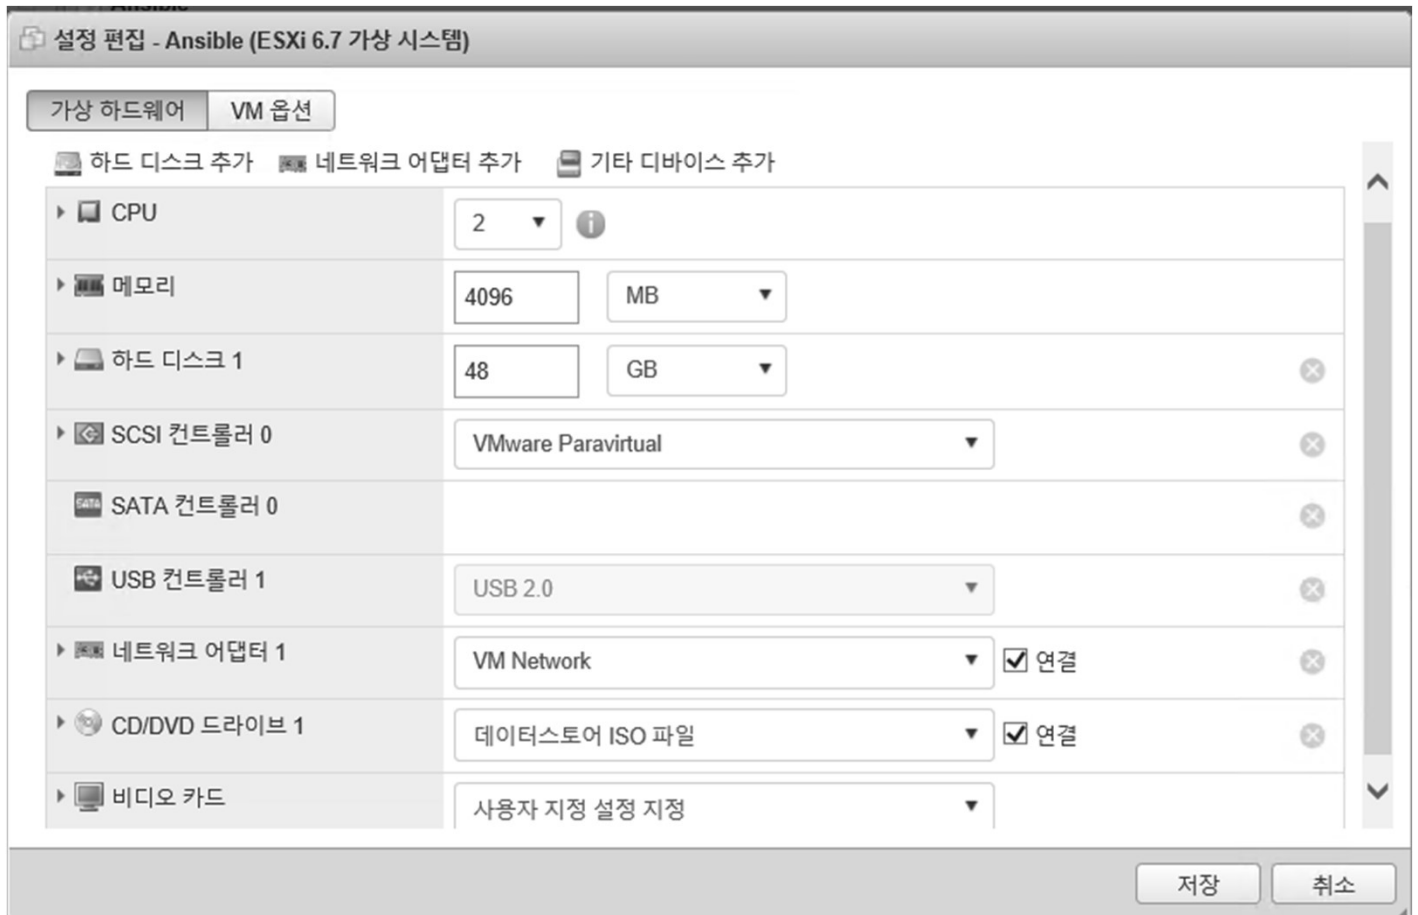 Ansible
설정 편집 - Ansible (ESXi 6.7 가상 시스템)
가상 하드웨어 VM 옵션
하드 디스크 추가 네트워크 어댑터 추가 기타 디바이스 추가
CPU 2
메모리 4096 MB
하드 디스크 1 48 GB
SCSI 컨트롤러 0 VMware Paravirtual
SATA 컨트롤러 0
USB 컨트롤러 1 USB 2.0
네트워크 어댑터 1 VM Network 연결
CD/DVD 드라이브 1 데이터스토어 ISO 파일 연결
비디오 카드 사용자 지정 설정 지정
저장 취소